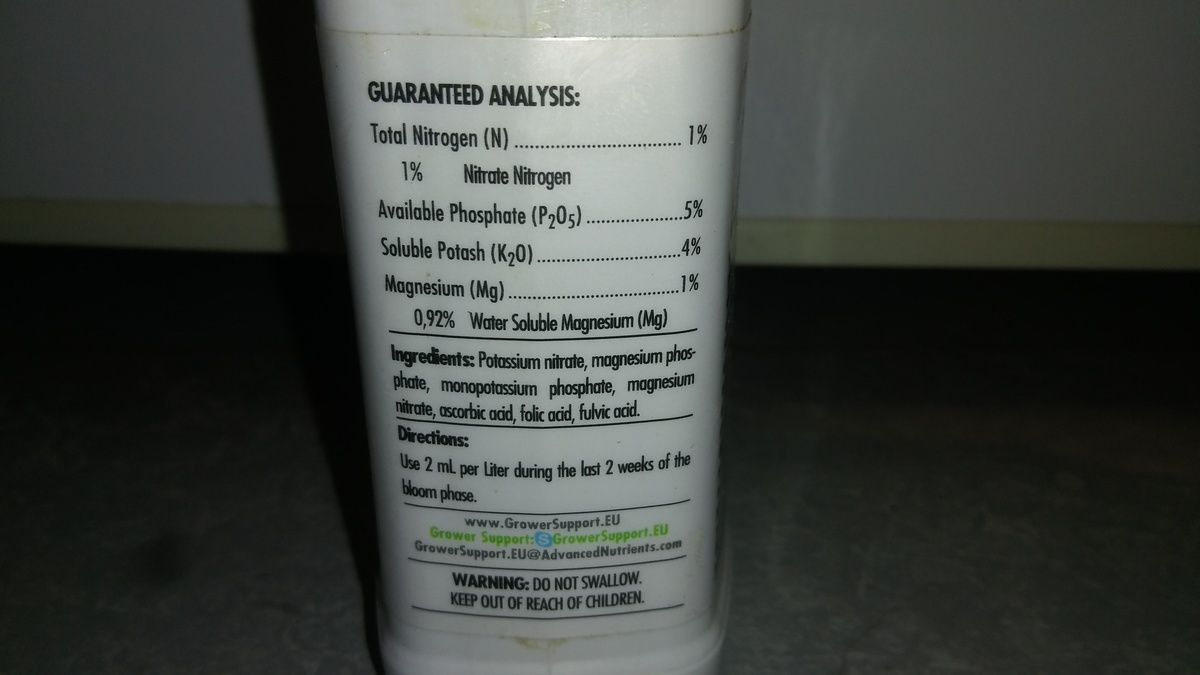 GUARANTEED ANALYSIS:
Total Nitrogen (N) ................................ 1%
1% Nitrate Nitrogen
Available Phosphate (P₂O₅) ...................5%
Soluble Potash (K₂O) ............................4%
Magnesium (Mg) .................................1%
0,92% Water Soluble Magnesium (Mg)
Ingredients: Potassium nitrate, magnesium phos-
phate, monopotassium phosphate, magnesium
nitrate, ascorbic acid, folic acid, fulvic acid.
Directions:
Use 2 mL per Liter during the last 2 weeks of the
bloom phase.
www.GrowerSupport.EU
Grower Support: S GrowerSupport.EU
GrowerSupport.EU@AdvancedNutrients.com
WARNING: DO NOT SWALLOW.
KEEP OUT OF REACH OF CHILDREN.